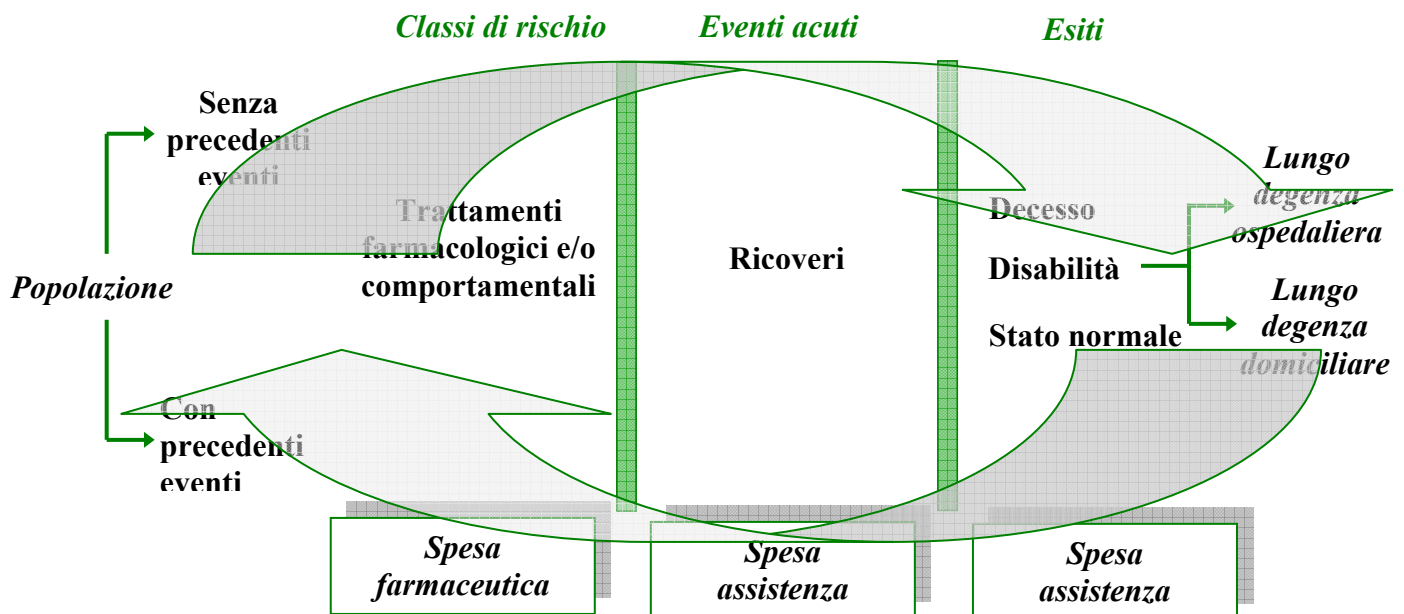 Classi di rischio
Eventi acuti
Esiti
Senza
precedenti
eventi
Popolazione
Con
precedenti
eventi
Trattamenti
farmacologici e/o
comportamentali
Ricoveri
Decesso
Disabilità
Stato normale
Lungo
degenza
ospedaliera
Lungo
degenza
domiciliare
Spesa
farmaceutica
Spesa
assistenza
Spesa
assistenza